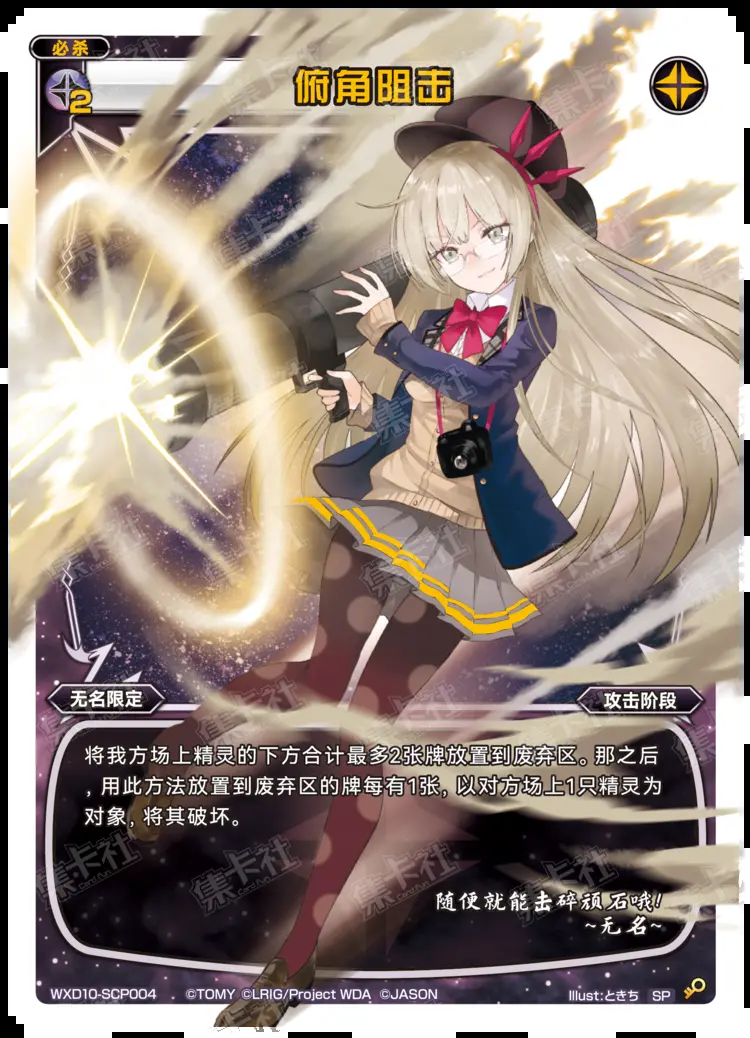 必杀
2
俯角阻击
无名限定
攻击阶段
将我方场上精灵的下方合计最多2张牌放置到废弃区。那之后
，用此方法放置到废弃区的牌每有1张，以对方场上1只精灵为
对象，将其破坏。
随便就能击碎顽石哦!
~无名~
WXD10-SCP004 ©TOMY ©LRIG/Project WDA ©JASON
Illust:ときち SP
集卡社